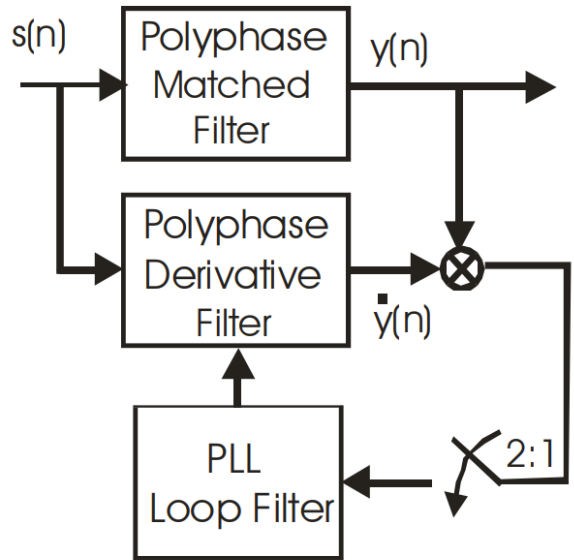 s(n)
Polyphase
Matched
Filter
y(n)
Polyphase
Derivative
Filter
ẏ(n)
PLL
Loop Filter
2:1